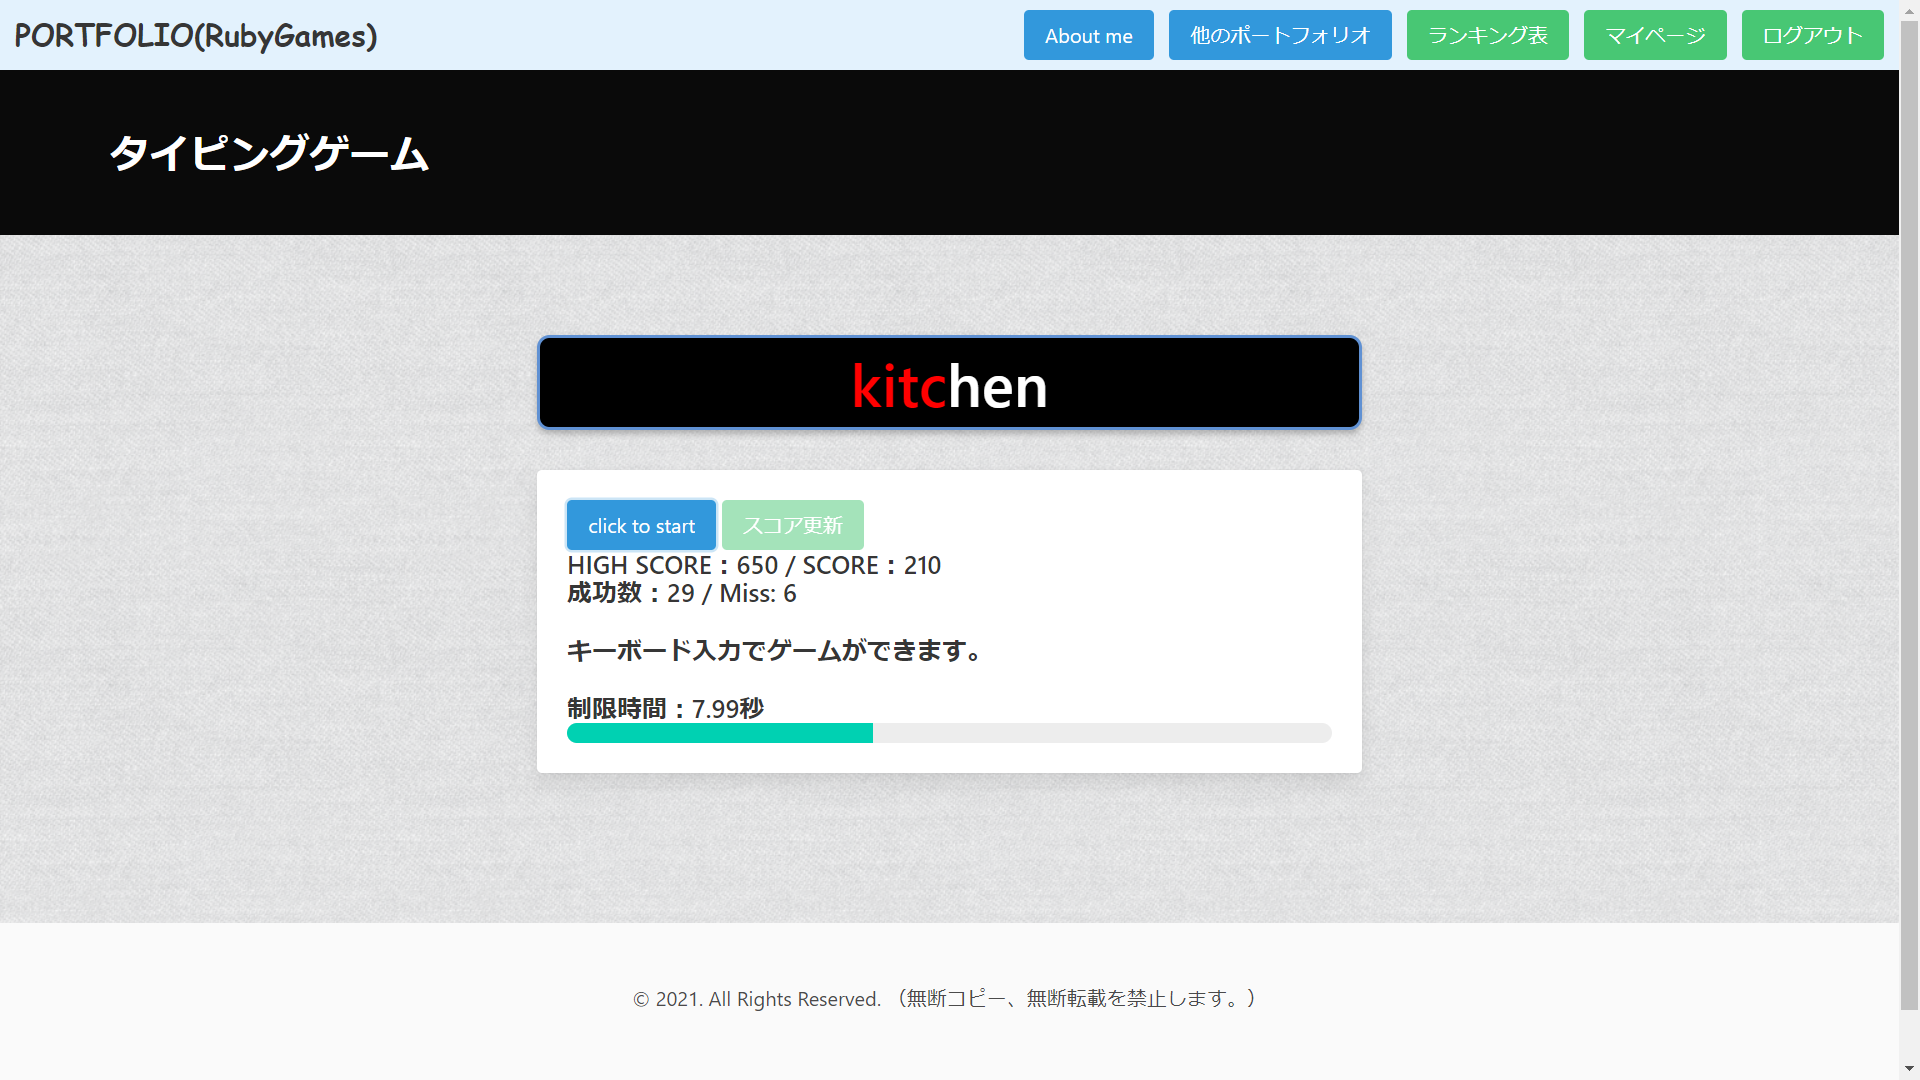 PORTFOLIO(RubyGames)
About me
他のポートフォリオ
ランキング表
マイページ
ログアウト
タイピングゲーム
kitchen
click to start
スコア更新
HIGH SCORE：650 / SCORE：210
成功数：29 / Miss: 6
キーボード入力でゲームができます。
制限時間：7.99秒
© 2021. All Rights Reserved. （無断コピー、無断転載を禁止します。）